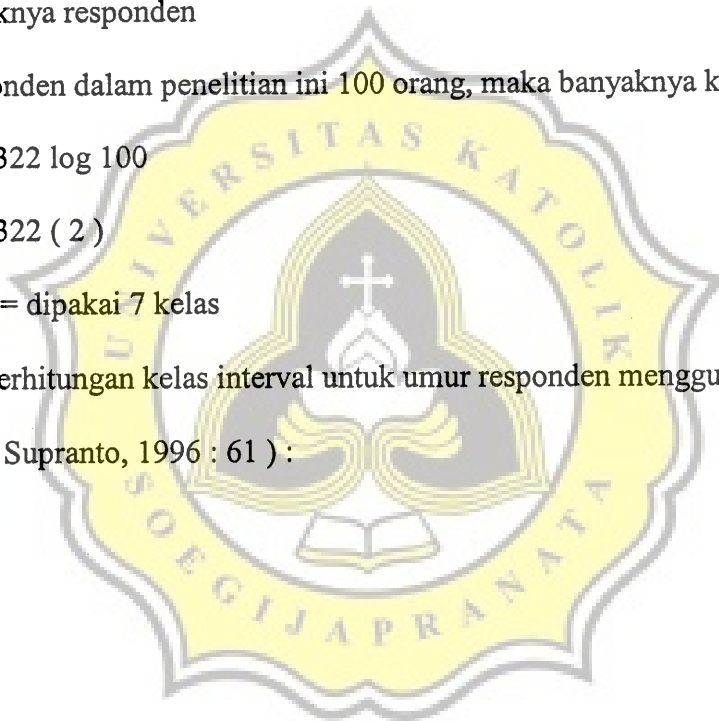 knya responden
onden dalam penelitian ini 100 orang, maka banyaknya k
322 log 100
322 ( 2 )
= dipakai 7 kelas
erhitungan kelas interval untuk umur responden menggu
Supranto, 1996 : 61 ) :
UNIVERSITAS KATOLIK
SOEGIJAPRANATA